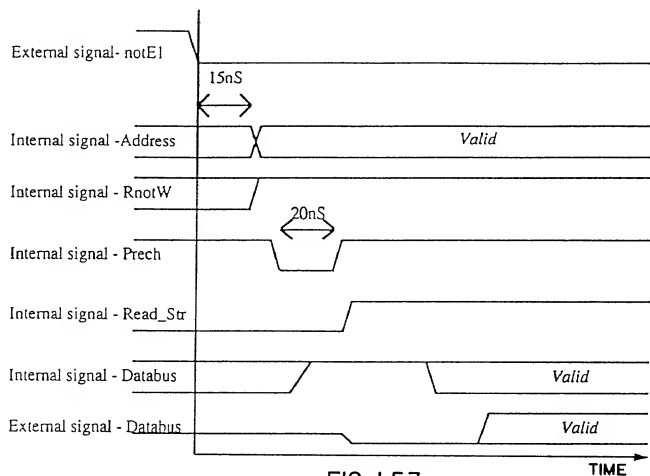 External signal- notE1
15nS
Internal signal -Address
Valid
Internal signal - RnotW
20nS
Internal signal - Prech
Internal signal - Read_Str
Internal signal - Databus
Valid
External signal - Databus
Valid
TIME